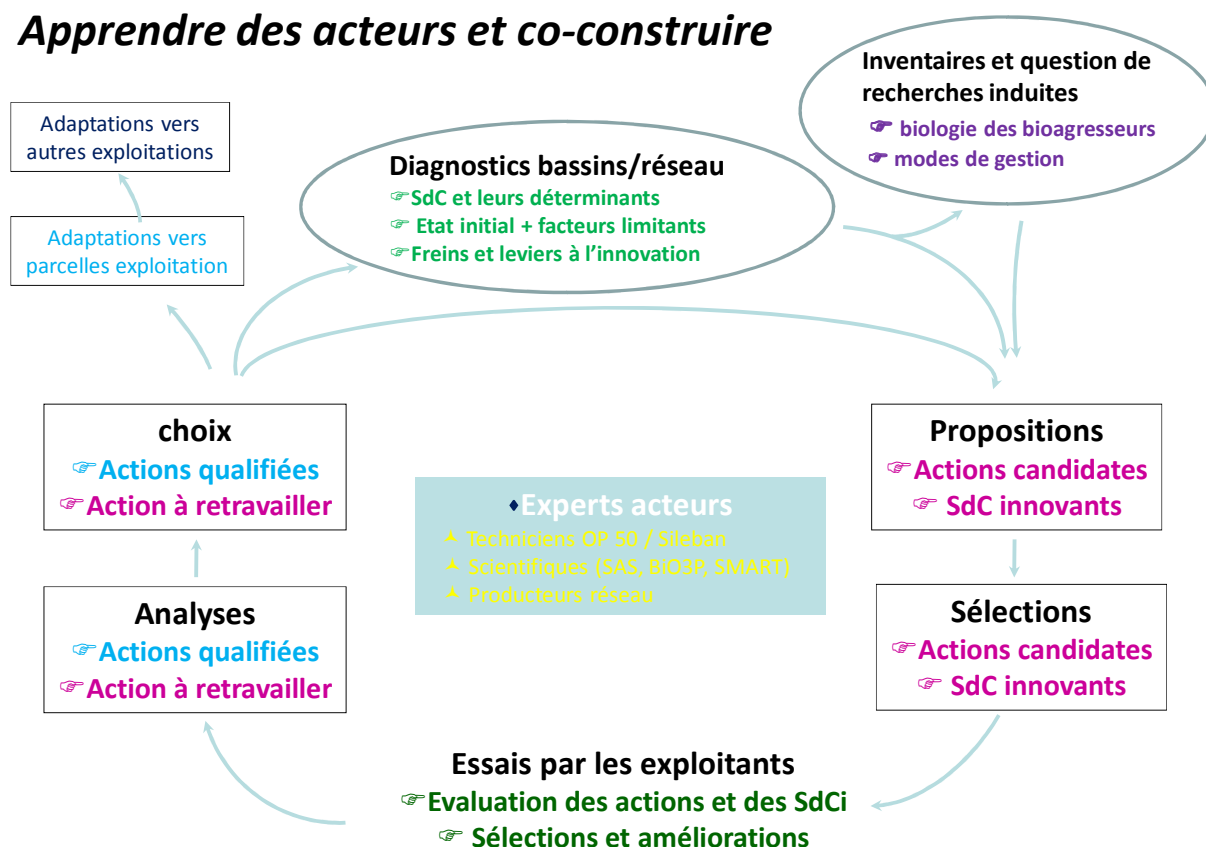 Apprendre des acteurs et co-construire
Inventaires et question de
recherches induites
☞ biologie des bioagresseurs
☞ modes de gestion
Adaptations vers
autres exploitations
Diagnostics bassins/réseau
☞SdC et leurs déterminants
☞ Etat initial + facteurs limitants
☞Freins et leviers à l'innovation
Adaptations vers
parcelles exploitation
choix
☞Actions qualifiées
☞Action à retravailler
Propositions
☞Actions candidates
☞ SdC innovants
♦Experts acteurs
Techniciens OP 50 / Sileban
Scientifiques (SAS, BIO3P, SMART)
Producteurs réseau
Analyses
☞Actions qualifiées
☞Action à retravailler
Sélections
☞Actions candidates
☞ SdC innovants
Essais par les exploitants
☞Evaluation des actions et des SdCi
☞ Sélections et améliorations